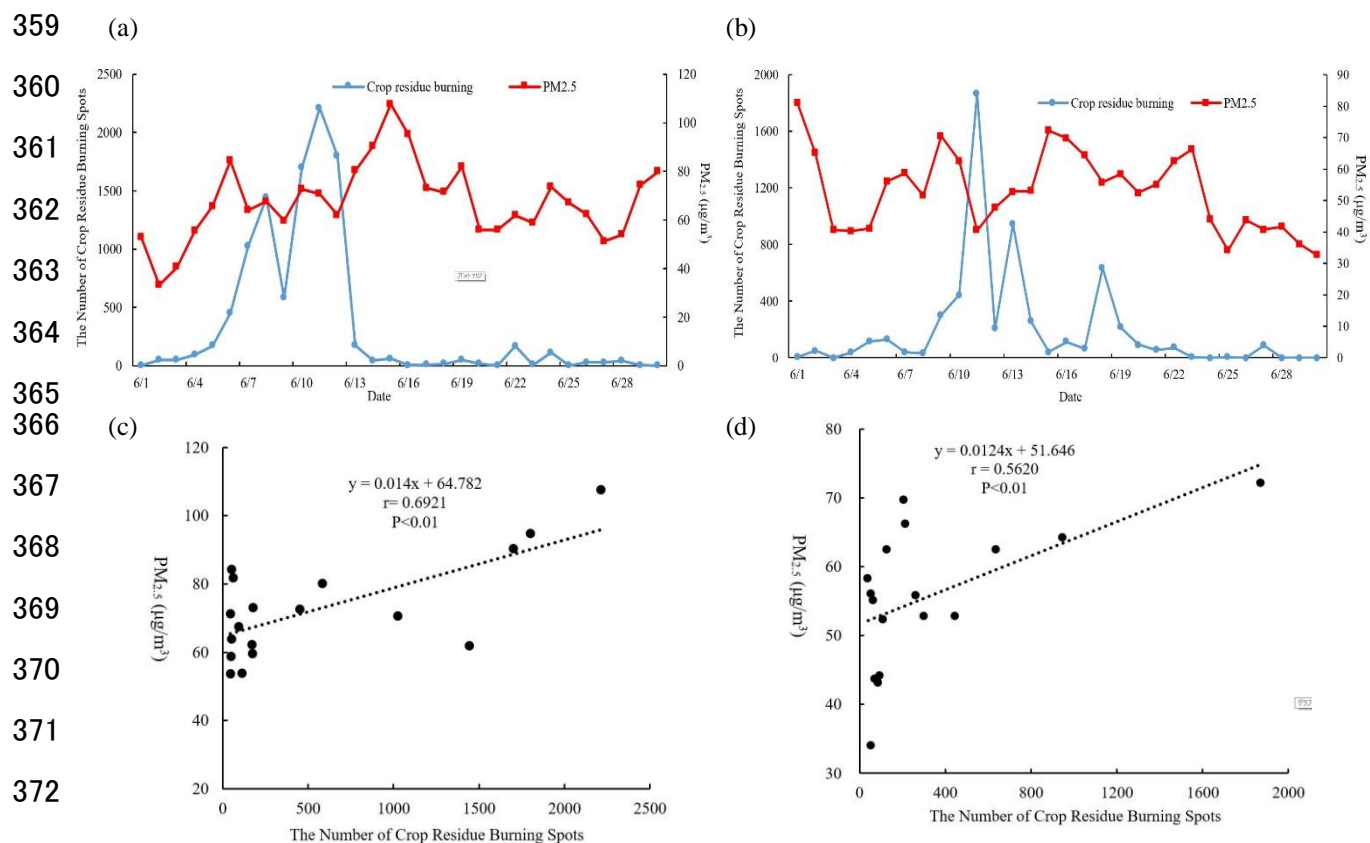 359
(a)
(b)
360
361
362
363
364
365
366
367
368
369
370
371
372
The Number of Crop Residue Burning Spots
2500
2000
1500
1000
500
0
Crop residue burning
PM2.5
120
100
80
60
40
20
0
PM2.5 (μg/m³)
6/1 6/4 6/7 6/10 6/13 6/16 6/19 6/22 6/25 6/28
Date
The Number of Crop Residue Burning Spots
2000
1600
1200
800
400
0
Crop residue burning
PM2.5
90
80
70
60
50
40
30
20
10
0
PM2.5 (μg/m³)
6/1 6/4 6/7 6/10 6/13 6/16 6/19 6/22 6/25 6/28
Date
(c)
PM2.5 (μg/m³)
120
100
80
60
40
20
y = 0.014x + 64.782
r= 0.6921
P<0.01
0 500 1000 1500 2000 2500
The Number of Crop Residue Burning Spots
(d)
PM2.5 (μg/m³)
80
70
60
50
40
30
y = 0.0124x + 51.646
r = 0.5620
P<0.01
0 400 800 1200 1600 2000
The Number of Crop Residue Burning Spots